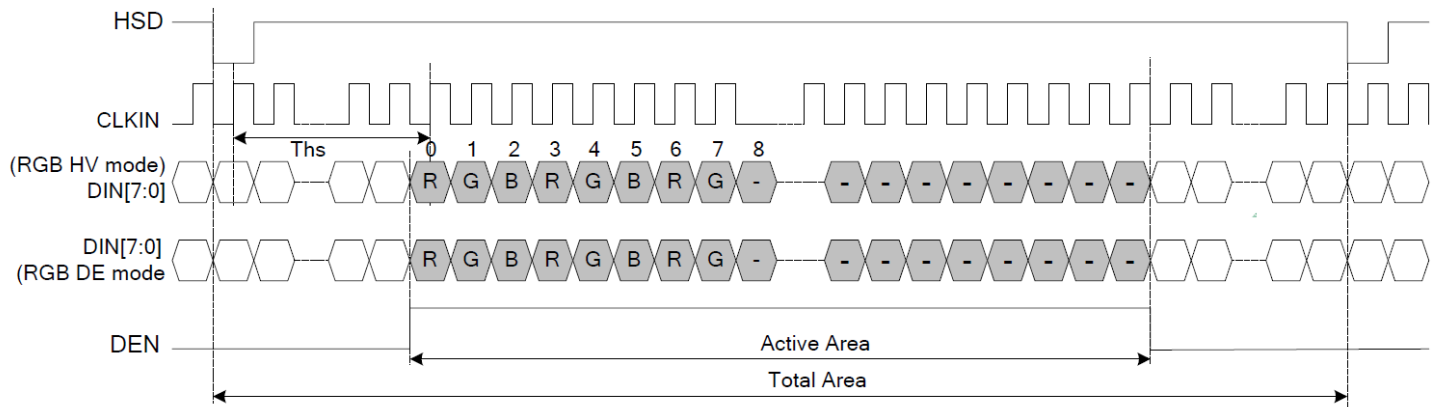 HSD
CLKIN
Ths
0 1 2 3 4 5 6 7 8
(RGB HV mode)
DIN[7:0]
R G B R G B R G - - - - - - - - -
DIN[7:0]
(RGB DE mode
R G B R G B R G - - - - - - - - -
DEN
Active Area
Total Area